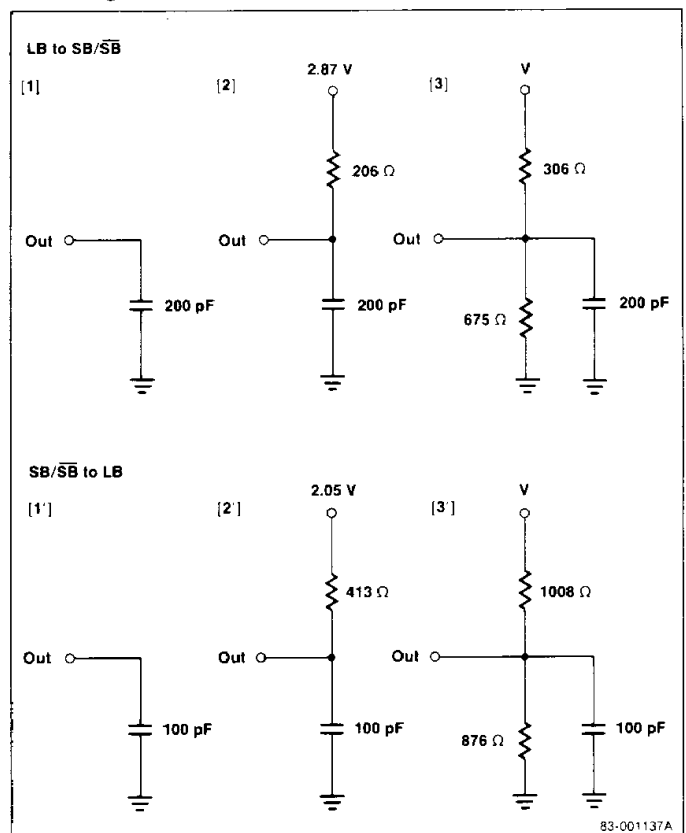 LB to SB/S̅B̅
[1]
[2]
2.87 V
[3]
V
206 Ω
306 Ω
Out
Out
Out
200 pF
200 pF
675 Ω
200 pF
SB/S̅B̅ to LB
[1']
[2']
2.05 V
[3']
V
413 Ω
1008 Ω
Out
Out
Out
100 pF
100 pF
876 Ω
100 pF
83-001137A